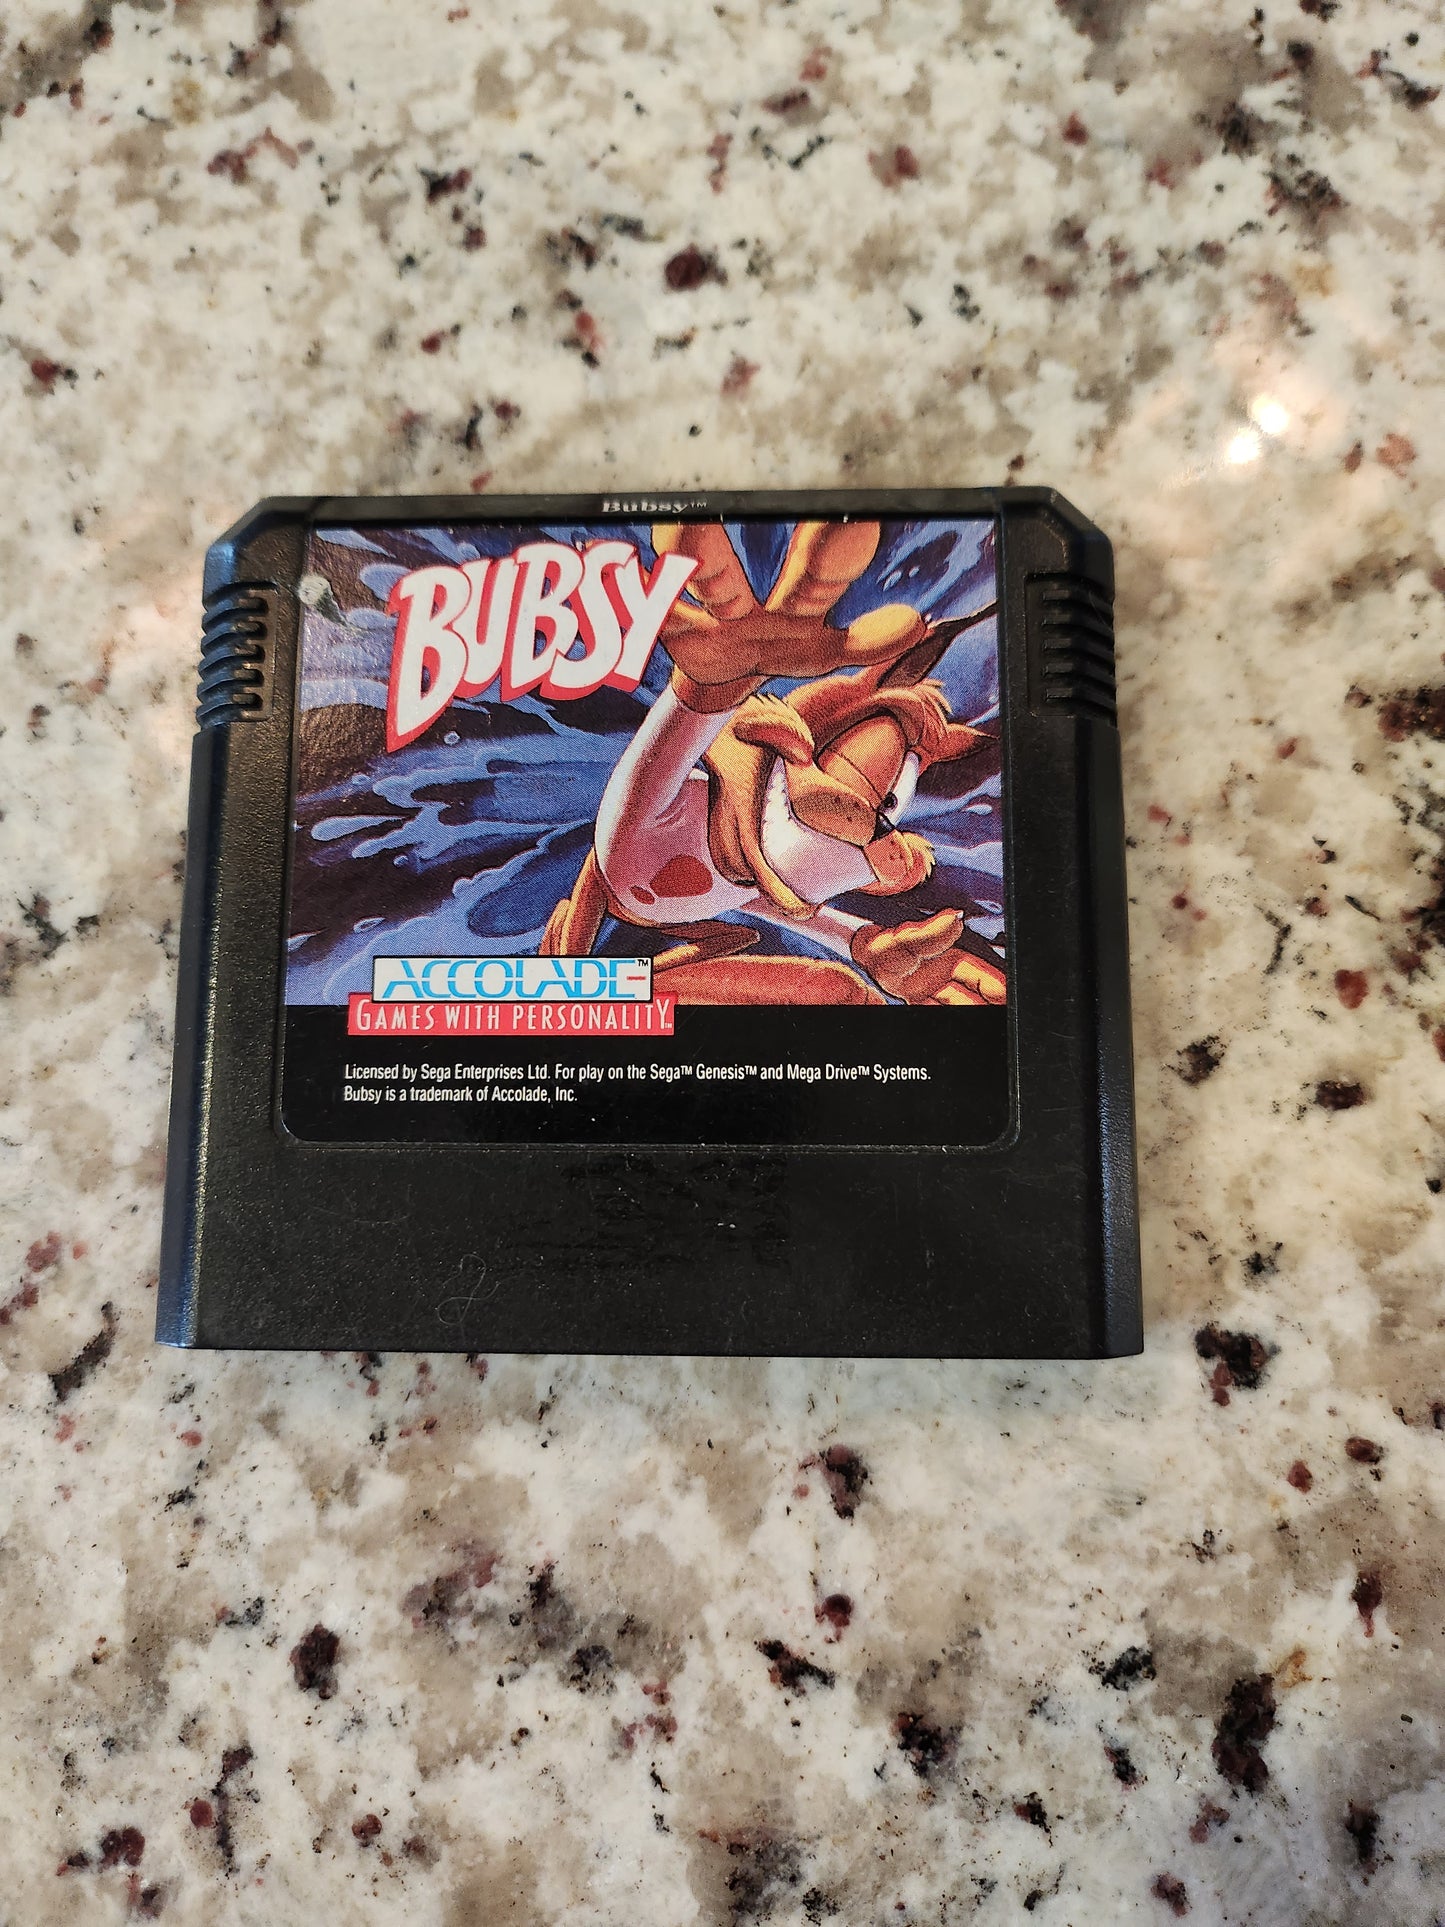 Bubsy™
BUBSY
ACCOLADE™
GAMES WITH PERSONALITY™
Licensed by Sega Enterprises Ltd. For play on the Sega™ Genesis™ and Mega Drive™ Systems.
Bubsy is a trademark of Accolade, Inc.